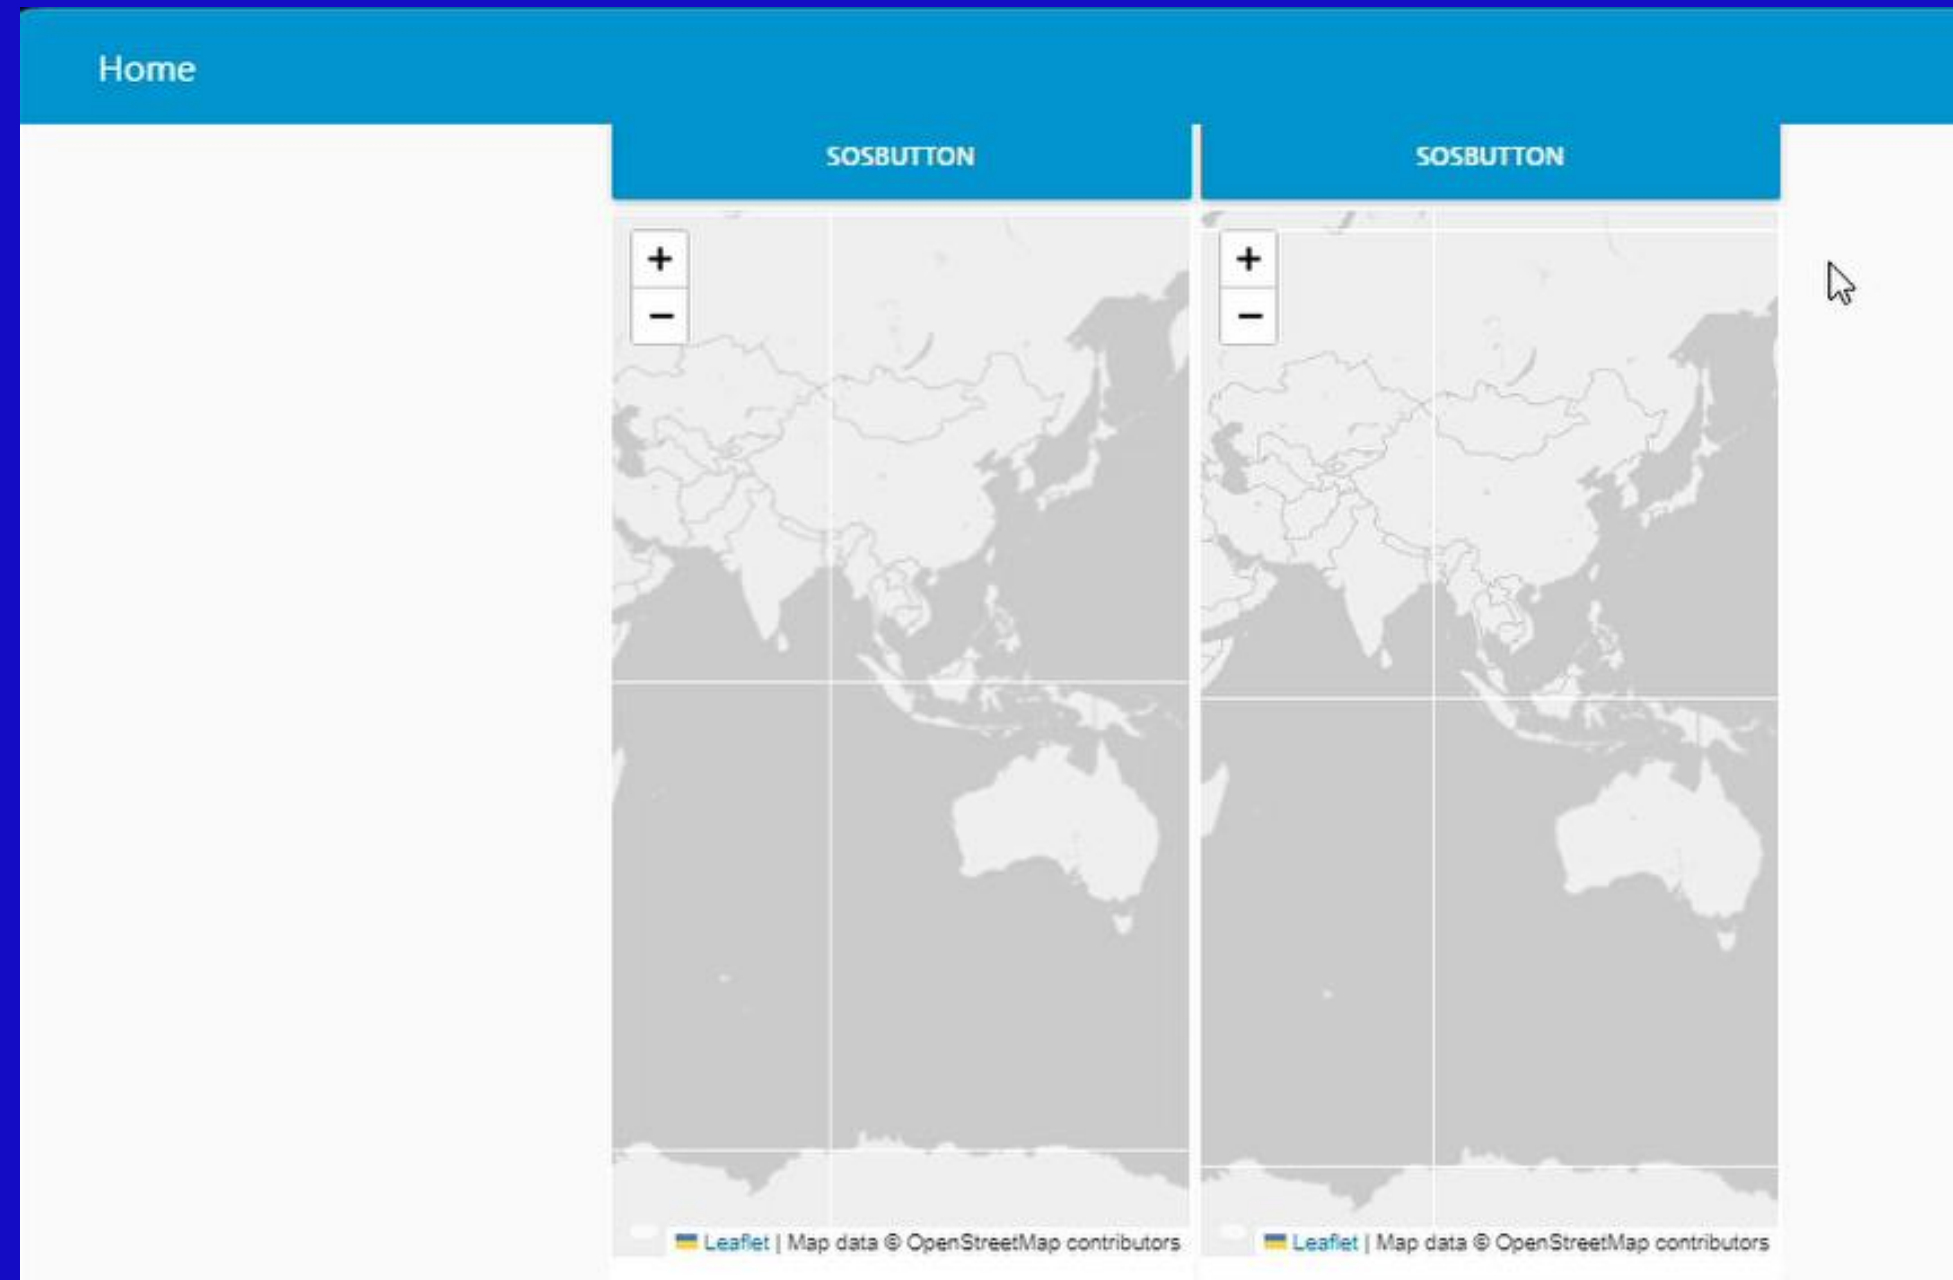 Home
SOSBUTTON SOSBUTTON
+ +
− −
Leaflet | Map data © OpenStreetMap contributors Leaflet | Map data © OpenStreetMap contributors